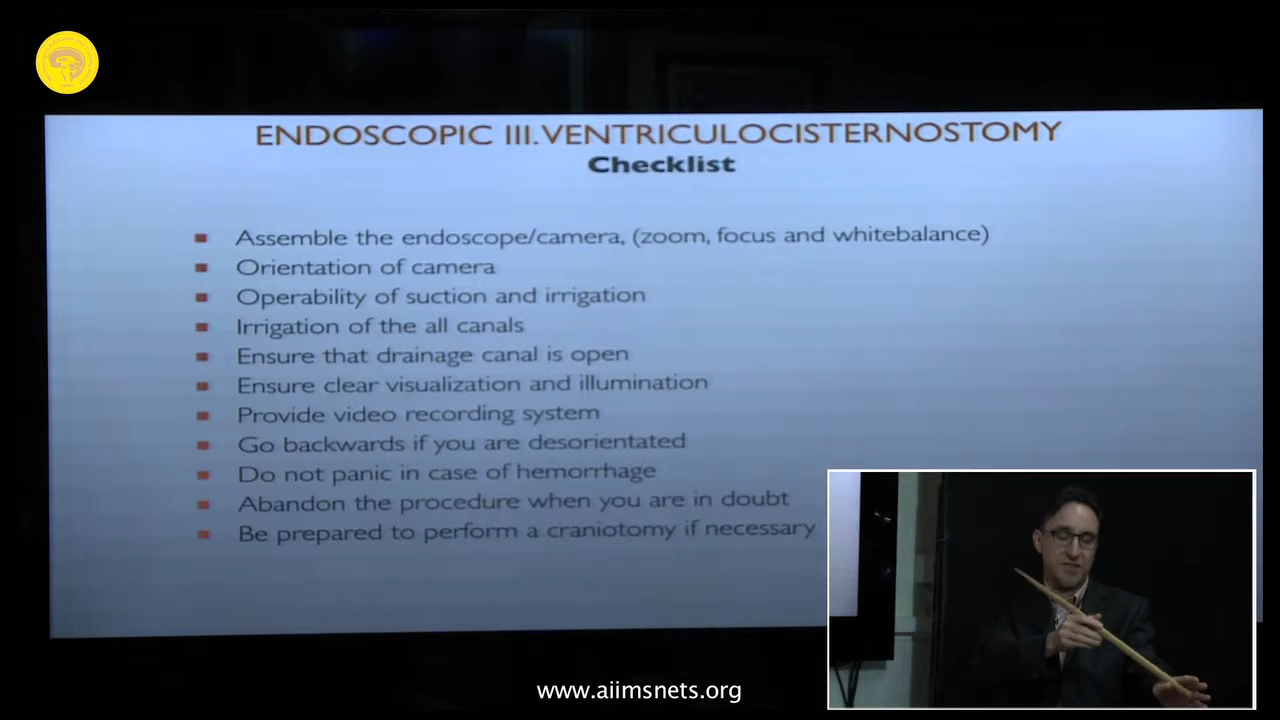 ENDOSCOPIC III. VENTRICULOCISTERNOSTOMY
Checklist
Assemble the endoscope/camera, (zoom, focus and whitebalance)
Orientation of camera
Operability of suction and irrigation
Irrigation of the all canals
Ensure that drainage canal is open
Ensure clear visualization and illumination
Provide video recording system
Go backwards if you are desorientated
Do not panic in case of hemorrhage
Abandon the procedure when you are in doubt
Be prepared to perform a craniotomy if necessary
www.aiimsnets.org